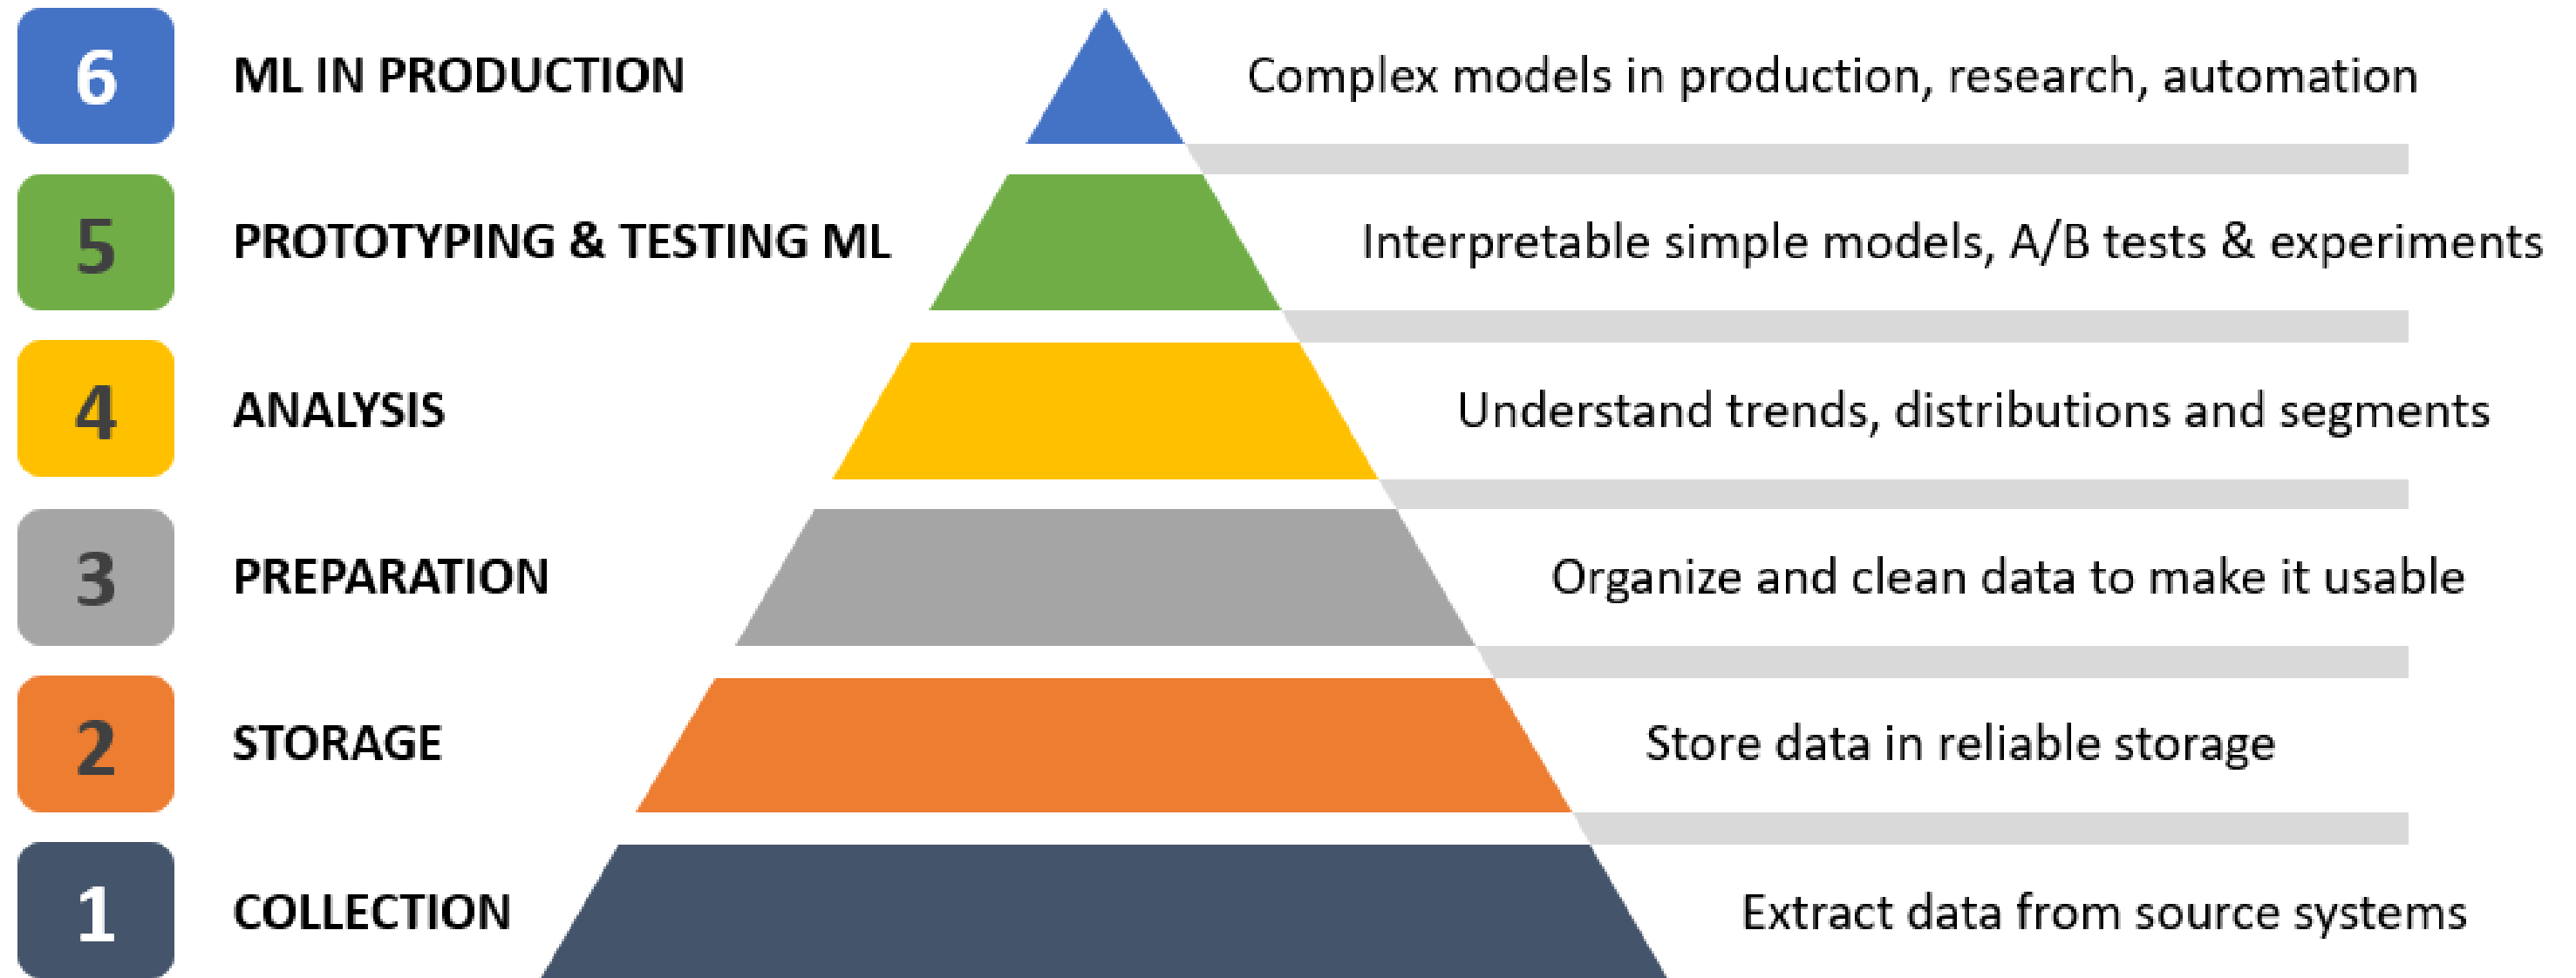 6 ML IN PRODUCTION Complex models in production, research, automation
5 PROTOTYPING & TESTING ML Interpretable simple models, A/B tests & experiments
4 ANALYSIS Understand trends, distributions and segments
3 PREPARATION Organize and clean data to make it usable
2 STORAGE Store data in reliable storage
1 COLLECTION Extract data from source systems